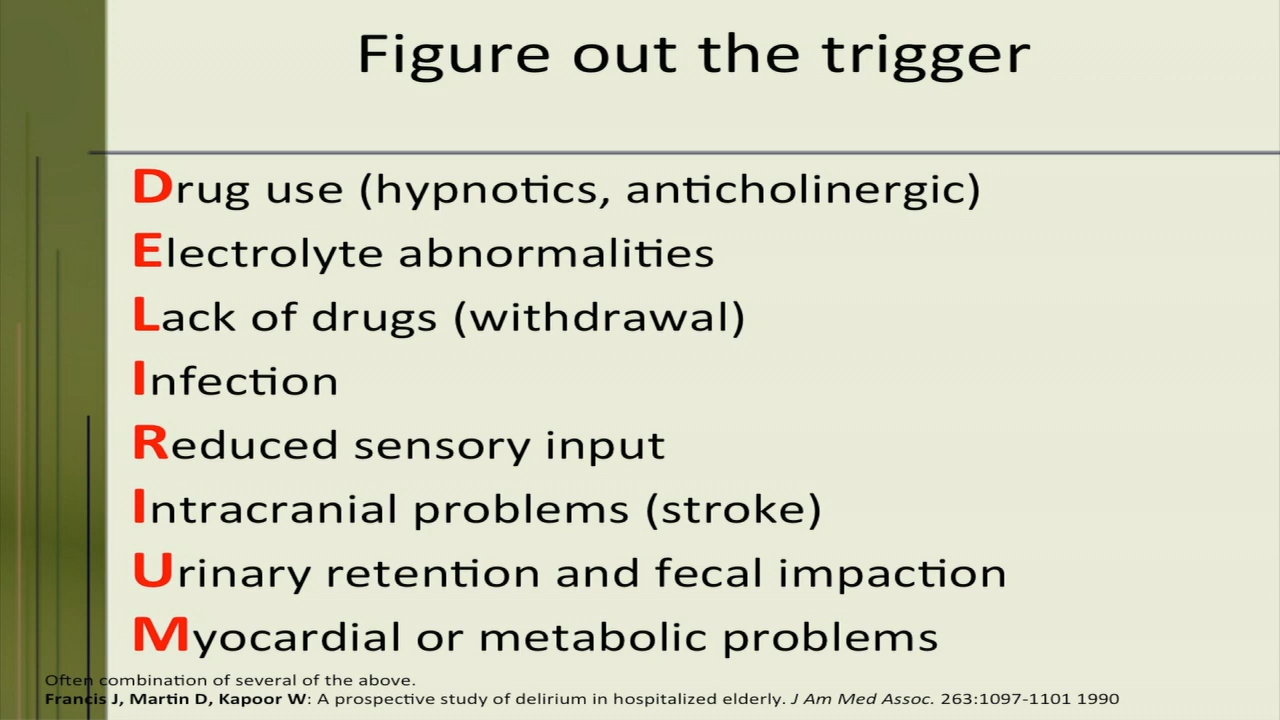 Figure out the trigger
Drug use (hypnotics, anticholinergic)
Electrolyte abnormalities
Lack of drugs (withdrawal)
Infection
Reduced sensory input
Intracranial problems (stroke)
Urinary retention and fecal impaction
Myocardial or metabolic problems
Often combination of several of the above.
Francis J, Martin D, Kapoor W: A prospective study of delirium in hospitalized elderly. J Am Med Assoc. 263:1097-1101 1990